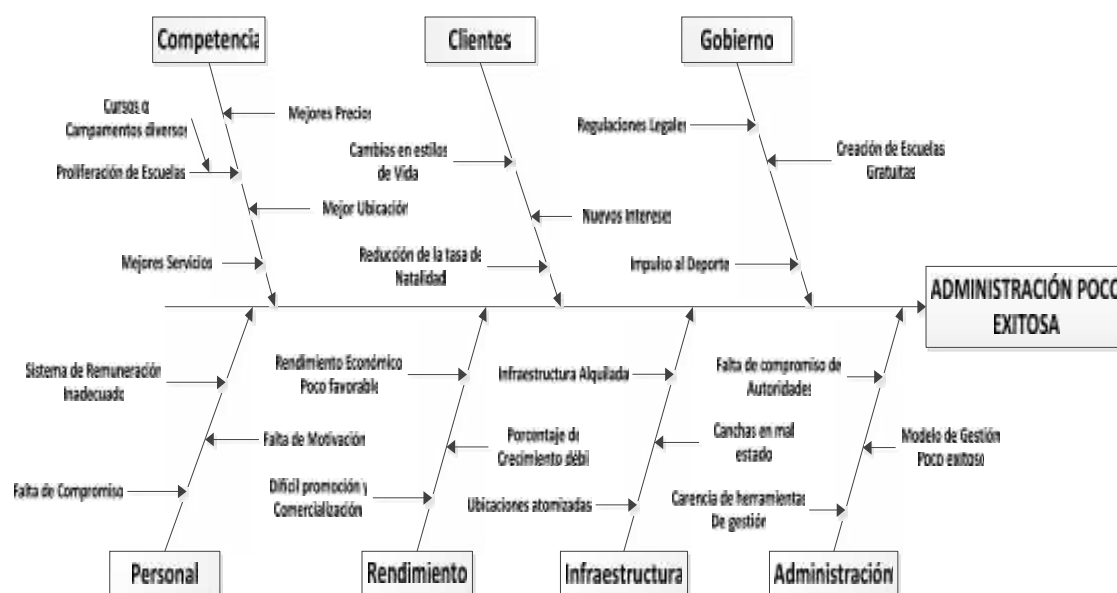 Competencia
Clientes
Gobierno
Cursos o
Campamentos diversos
Mejores Precios
Proliferación de Escuelas
Mejor Ubicación
Mejores Servicios
Cambios en estilos
de Vida
Nuevos Intereses
Reducción de la tasa de
Natalidad
Regulaciones Legales
Creación de Escuelas
Gratuitas
Impulso al Deporte
ADMINISTRACIÓN POCO
EXITOSA
Sistema de Remuneración
Inadecuado
Falta de Motivación
Falta de Compromiso
Rendimiento Económico
Poco favorable
Porcentaje de
Crecimiento débil
Difícil promoción y
Comercialización
Infraestructura Alquilada
Canchas en mal
estado
Ubicaciones atomizadas
Falta de compromiso de
Autoridades
Modelo de Gestión
Poco exitoso
Carencia de herramientas
De gestión
Personal
Rendimiento
Infraestructura
Administración